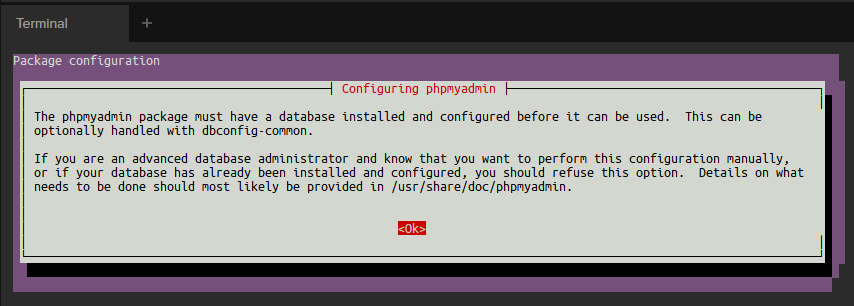 Terminal +
Package configuration
Configuring phpmyadmin
The phpmyadmin package must have a database installed and configured before it can be used.  This can be
optionally handled with dbconfig-common.
If you are an advanced database administrator and know that you want to perform this configuration manually,
or if your database has already been installed and configured, you should refuse this option.  Details on what
needs to be done should most likely be provided in /usr/share/doc/phpmyadmin.
<Ok>